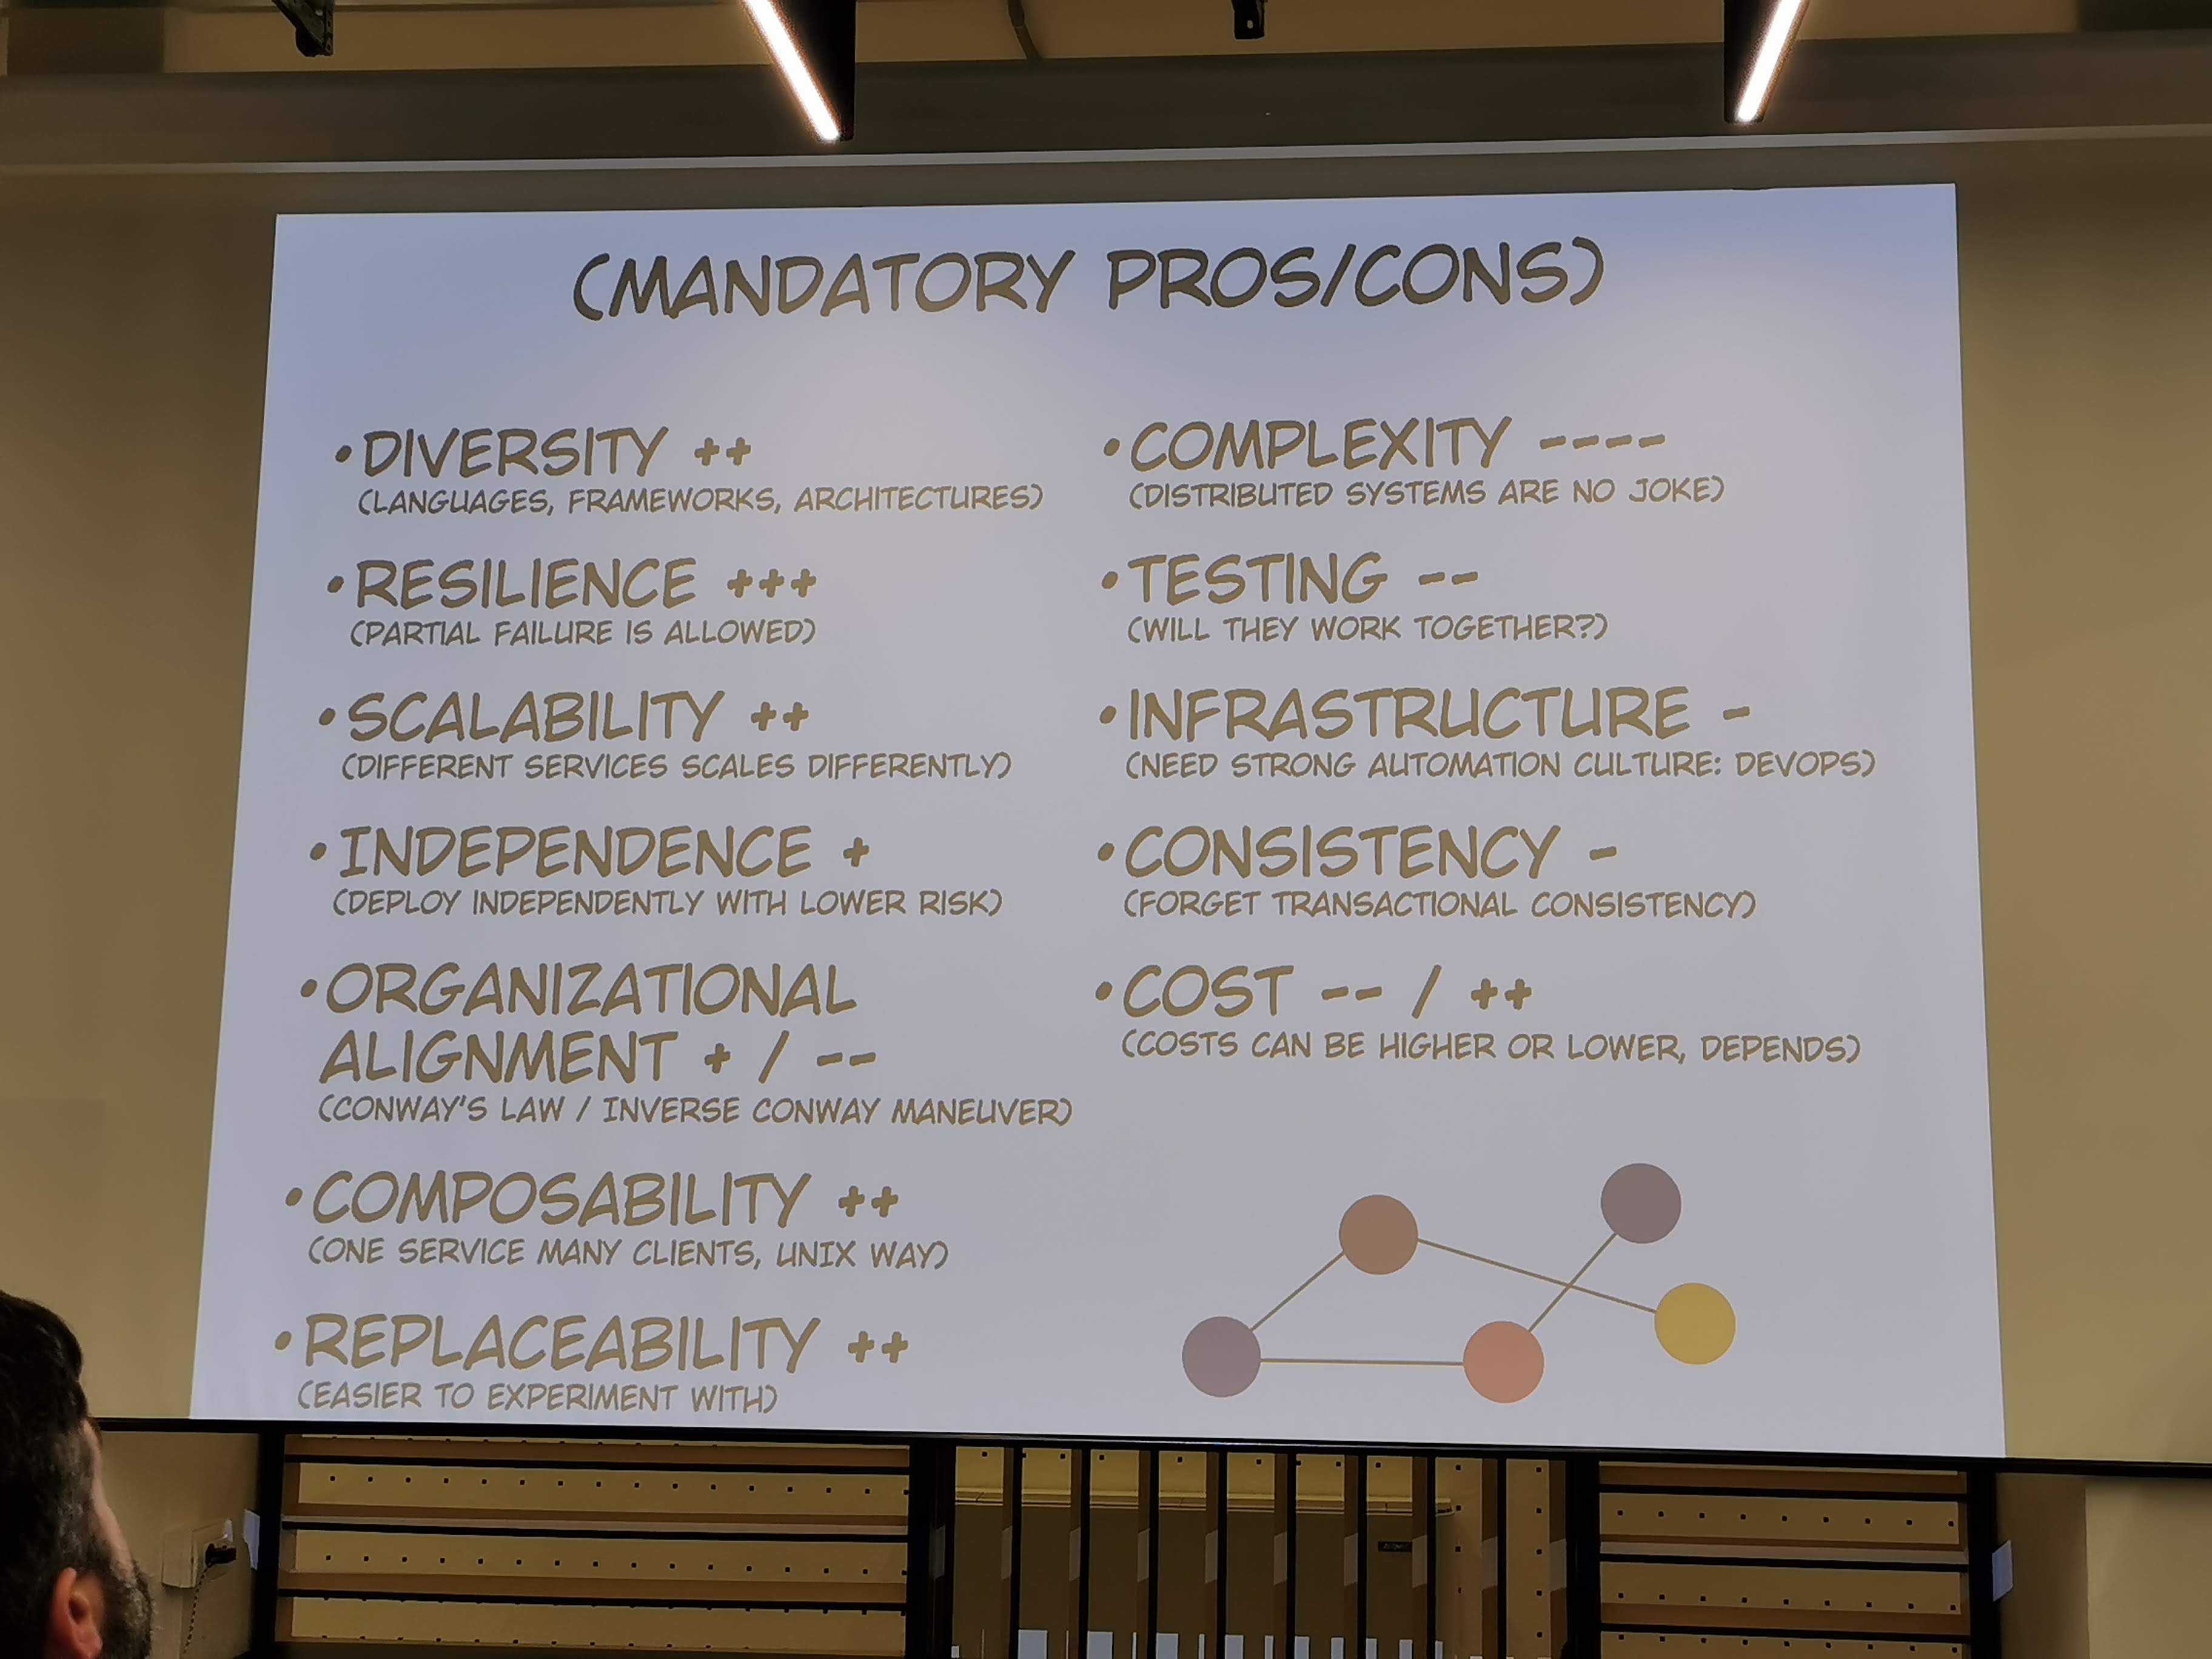 (MANDATORY PROS/CONS)
•DIVERSITY ++
(LANGUAGES, FRAMEWORKS, ARCHITECTURES)
•RESILIENCE +++
(PARTIAL FAILURE IS ALLOWED)
•SCALABILITY ++
(DIFFERENT SERVICES SCALES DIFFERENTLY)
•INDEPENDENCE +
(DEPLOY INDEPENDENTLY WITH LOWER RISK)
•ORGANIZATIONAL
ALIGNMENT + / --
(CONWAY'S LAW / INVERSE CONWAY MANEUVER)
•COMPOSABILITY ++
(ONE SERVICE MANY CLIENTS, UNIX WAY)
•REPLACEABILITY ++
(EASIER TO EXPERIMENT WITH)
•COMPLEXITY ----
(DISTRIBUTED SYSTEMS ARE NO JOKE)
•TESTING --
(WILL THEY WORK TOGETHER?)
•INFRASTRUCTURE -
(NEED STRONG AUTOMATION CULTURE: DEVOPS)
•CONSISTENCY -
(FORGET TRANSACTIONAL CONSISTENCY)
•COST -- / ++
(COSTS CAN BE HIGHER OR LOWER, DEPENDS)